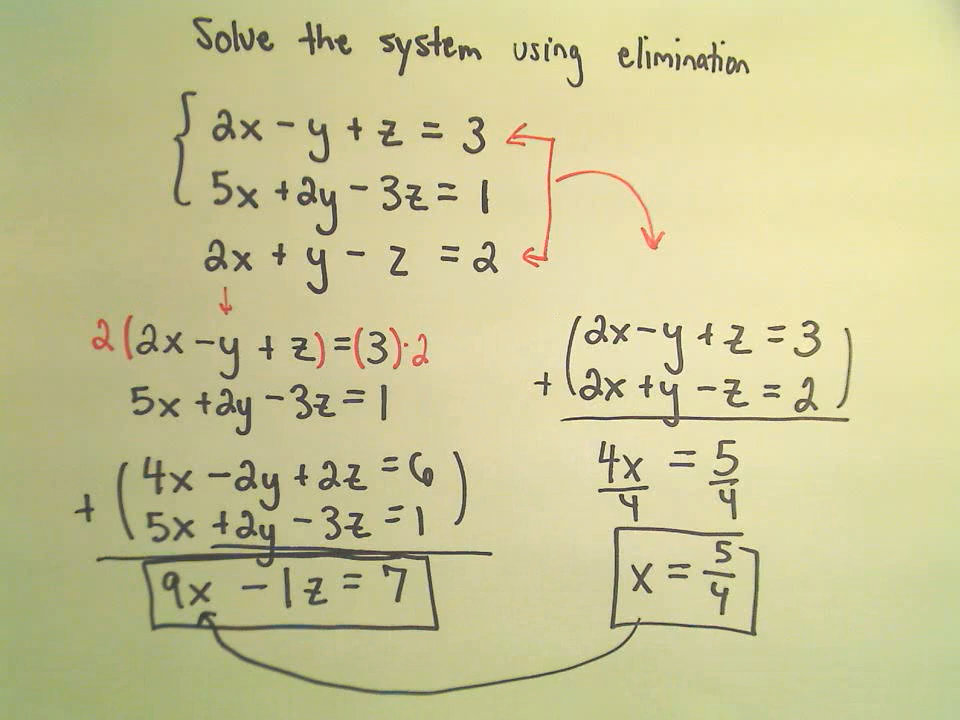 Solve the system using elimination
2x - y + z = 3
5x + 2y - 3z = 1
2x + y - z = 2
2(2x - y + z) = (3)·2
5x + 2y - 3z = 1
+ (4x - 2y + 2z = 6
5x + 2y - 3z = 1)
9x - 1z = 7
(2x - y + z = 3
+ 2x + y - z = 2)
4x/4 = 5/4
x = 5/4